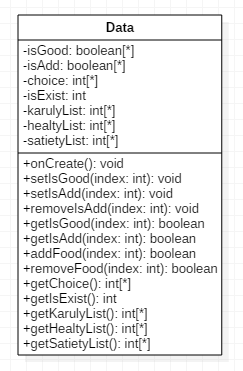 Data
-isGood: boolean[*]
-isAdd: boolean[*]
-choice: int[*]
-isExist: int
-karulyList: int[*]
-healtyList: int[*]
-satietyList: int[*]
+onCreate(): void
+setIsGood(index: int): void
+setIsAdd(index: int): void
+removeIsAdd(index: int): void
+getIsGood(index: int): boolean
+getIsAdd(index: int): boolean
+addFood(index: int): boolean
+removeFood(index: int): boolean
+getChoice(): int[*]
+getIsExist(): int
+getKarulyList(): int[*]
+getHealtyList(): int[*]
+getSatietyList(): int[*]